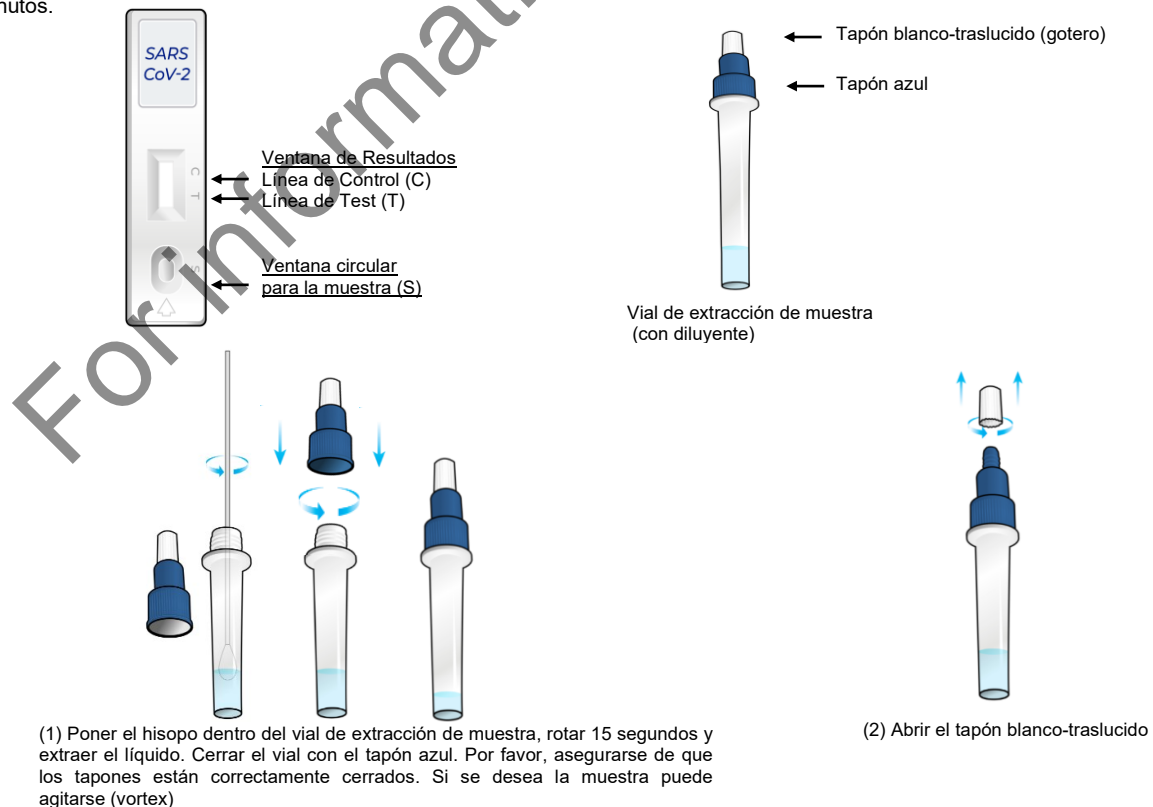 nutos.
SARS
CoV-2
C
T
S
Ventana de Resultados
Línea de Control (C)
Línea de Test (T)
Ventana circular
para la muestra (S)
Tapón blanco-traslucido (gotero)
Tapón azul
Vial de extracción de muestra
(con diluyente)
For informat
(1) Poner el hisopo dentro del vial de extracción de muestra, rotar 15 segundos y
extraer el líquido. Cerrar el vial con el tapón azul. Por favor, asegurarse de que
los tapones están correctamente cerrados. Si se desea la muestra puede
agitarse (vortex)
(2) Abrir el tapón blanco-traslucido